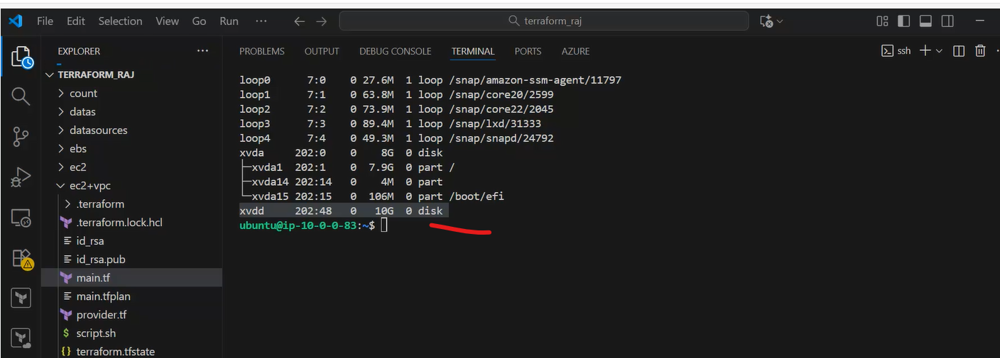 File Edit Selection View Go Run ··· terraform_raj
EXPLORER ···
TERRAFORM_RAJ
count
datas
datasources
ebs
ec2
ec2+vpc
.terraform
.terraform.lock.hcl
id_rsa
id_rsa.pub
main.tf
main.tfplan
provider.tf
$ script.sh
{} terraform.tfstate
PROBLEMS OUTPUT DEBUG CONSOLE TERMINAL PORTS AZURE ssh
loop0 7:0 0 27.6M 1 loop /snap/amazon-ssm-agent/11797
loop1 7:1 0 63.8M 1 loop /snap/core20/2599
loop2 7:2 0 73.9M 1 loop /snap/core22/2045
loop3 7:3 0 89.4M 1 loop /snap/lxd/31333
loop4 7:4 0 49.3M 1 loop /snap/snapd/24792
xvda 202:0 0 8G 0 disk
├─xvda1 202:1 0 7.9G 0 part /
├─xvda14 202:14 0 4M 0 part
└─xvda15 202:15 0 106M 0 part /boot/efi
xvdd 202:48 0 10G 0 disk
ubuntu@ip-10-0-0-83:~$